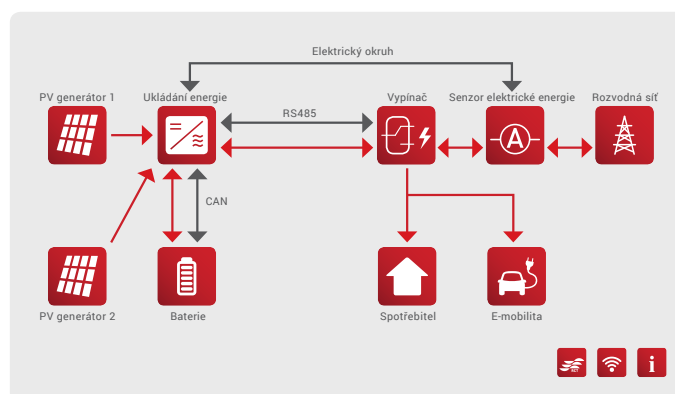 Elektrický okruh
PV generátor 1
Ukládání energie
Vypínač
Senzor elektrické energie
Rozvodná síť
RS485
A
CAN
PV generátor 2
Baterie
Spotřebitel
E-mobilita
i